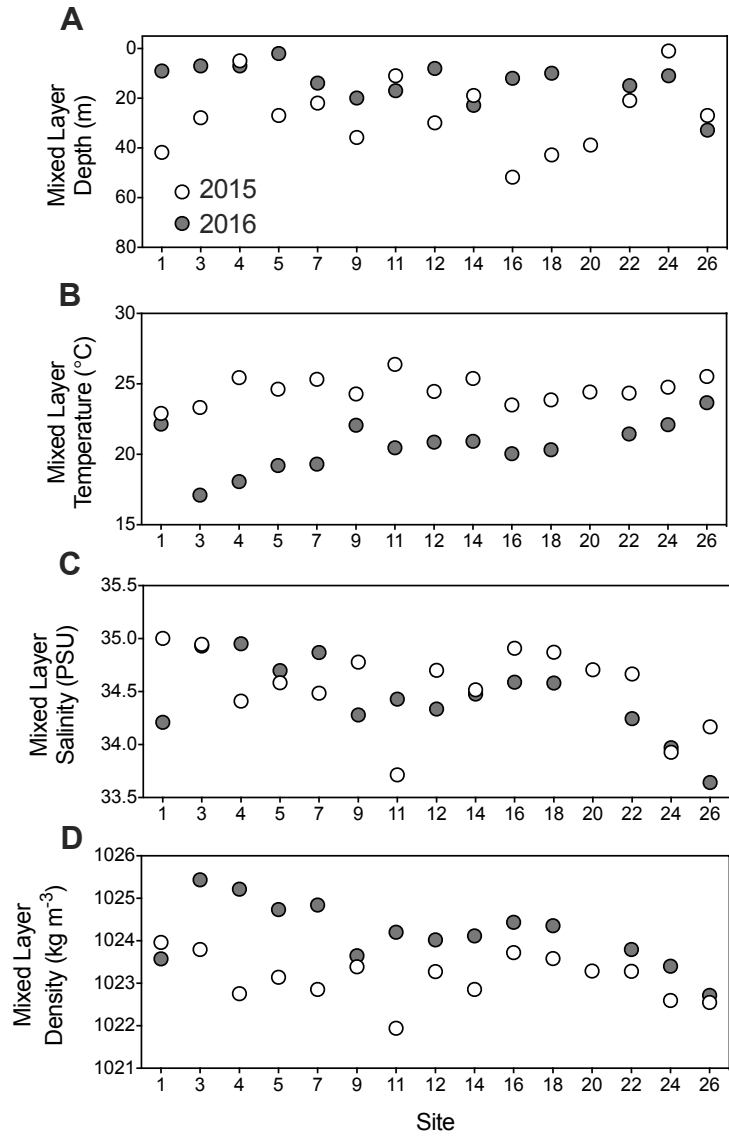 A
Mixed Layer
Depth (m)
0
20
40
60
80
2015
2016
1 3 4 5 7 9 11 12 14 16 18 20 22 24 26
B
Mixed Layer
Temperature (°C)
30
25
20
15
1 3 4 5 7 9 11 12 14 16 18 20 22 24 26
C
Mixed Layer
Salinity (PSU)
35.5
35.0
34.5
34.0
33.5
1 3 4 5 7 9 11 12 14 16 18 20 22 24 26
D
Mixed Layer
Density (kg m⁻³)
1026
1025
1024
1023
1022
1021
1 3 4 5 7 9 11 12 14 16 18 20 22 24 26
Site